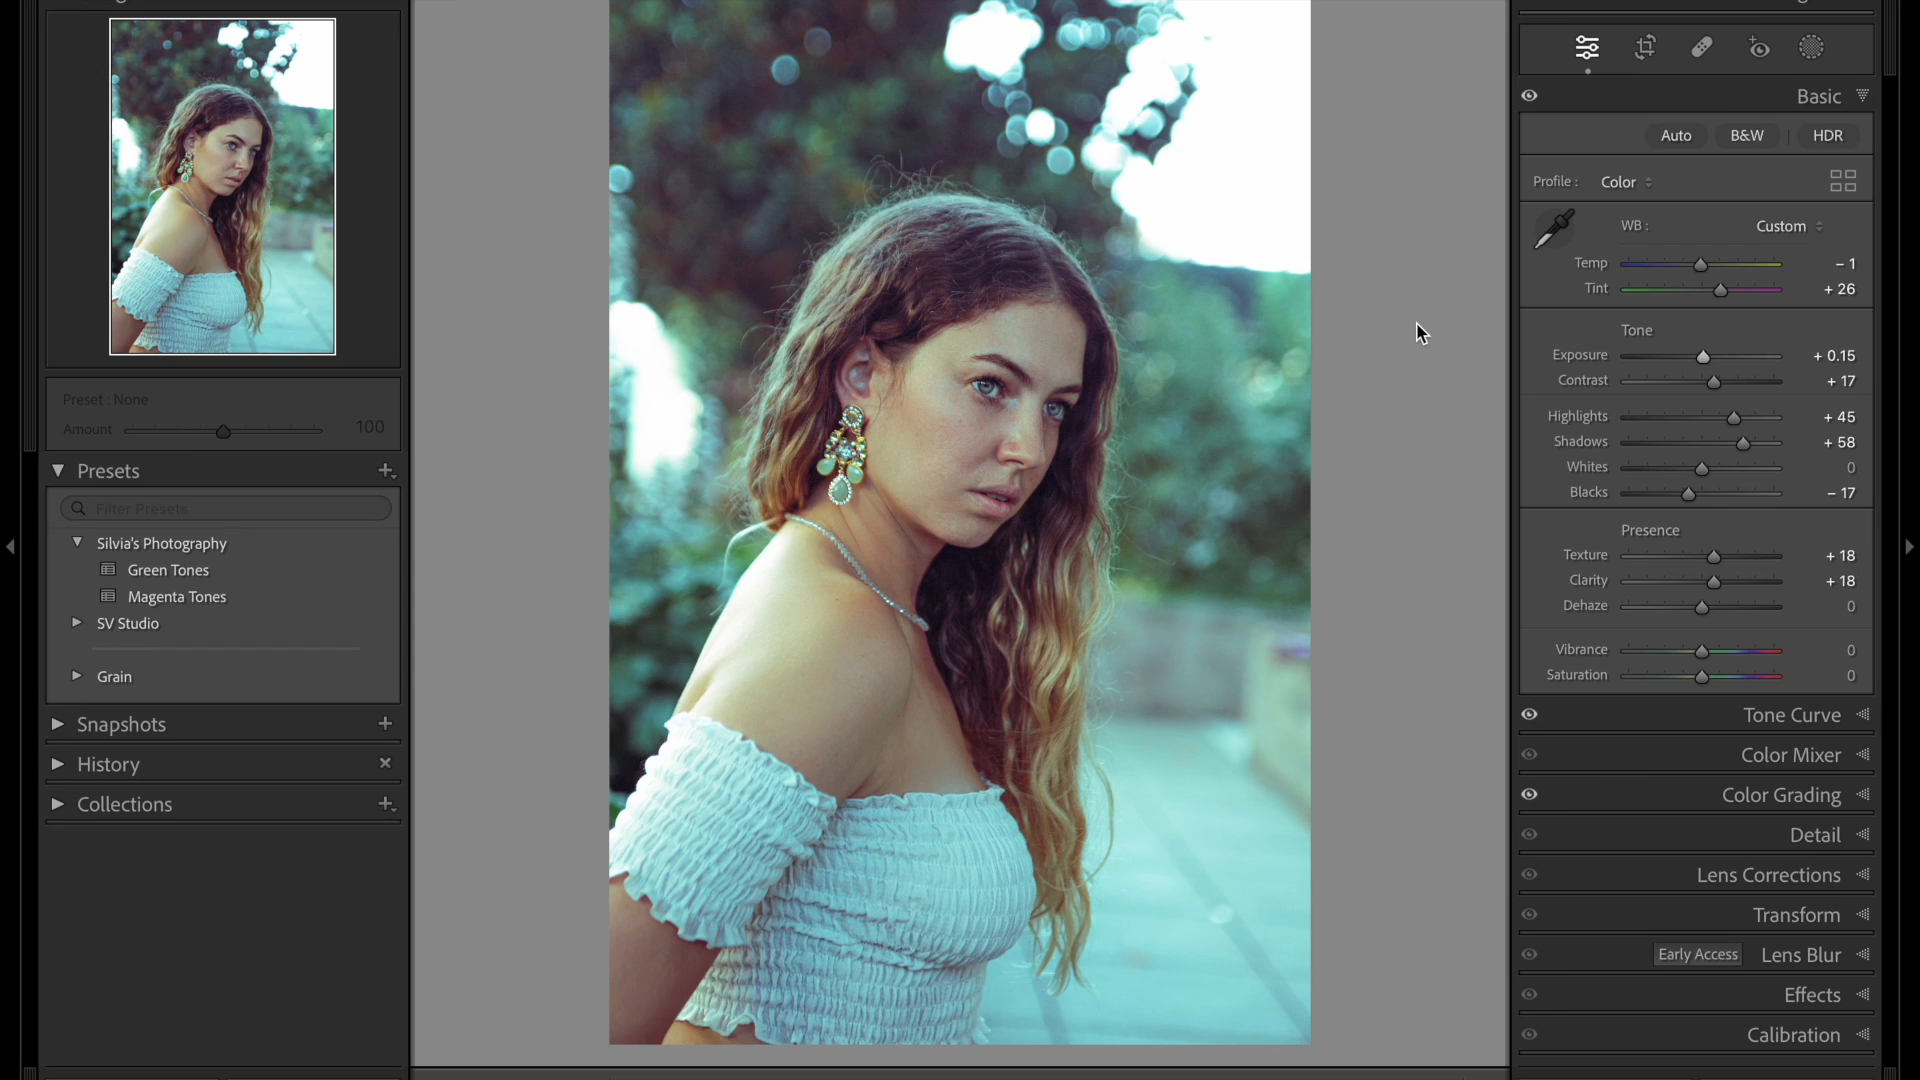 Preset : None
Amount 100
Presets
Filter Presets
Silvia's Photography
Green Tones
Magenta Tones
SV Studio
Grain
Snapshots
History
Collections
Basic
Auto B&W HDR
Profile : Color
WB : Custom
Temp – 1
Tint + 26
Tone
Exposure + 0.15
Contrast + 17
Highlights + 45
Shadows + 58
Whites 0
Blacks – 17
Presence
Texture + 18
Clarity + 18
Dehaze 0
Vibrance 0
Saturation 0
Tone Curve
Color Mixer
Color Grading
Detail
Lens Corrections
Transform
Early Access Lens Blur
Effects
Calibration